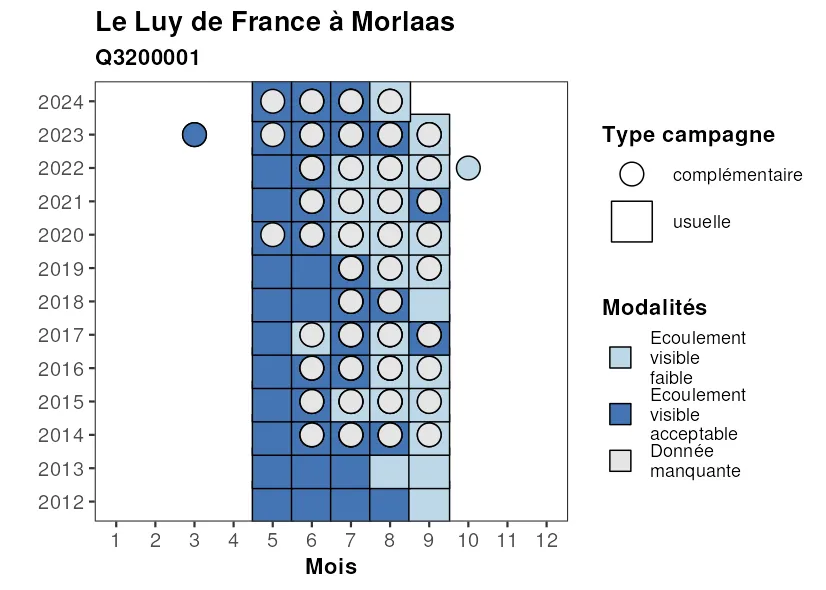 Le Luy de France à Morlaas
Q3200001
2024
2023
2022
2021
2020
2019
2018
2017
2016
2015
2014
2013
2012
1 2 3 4 5 6 7 8 9 10 11 12
Mois
Type campagne
complémentaire
usuelle
Modalités
Ecoulement
visible
faible
Ecoulement
visible
acceptable
Donnée
manquante